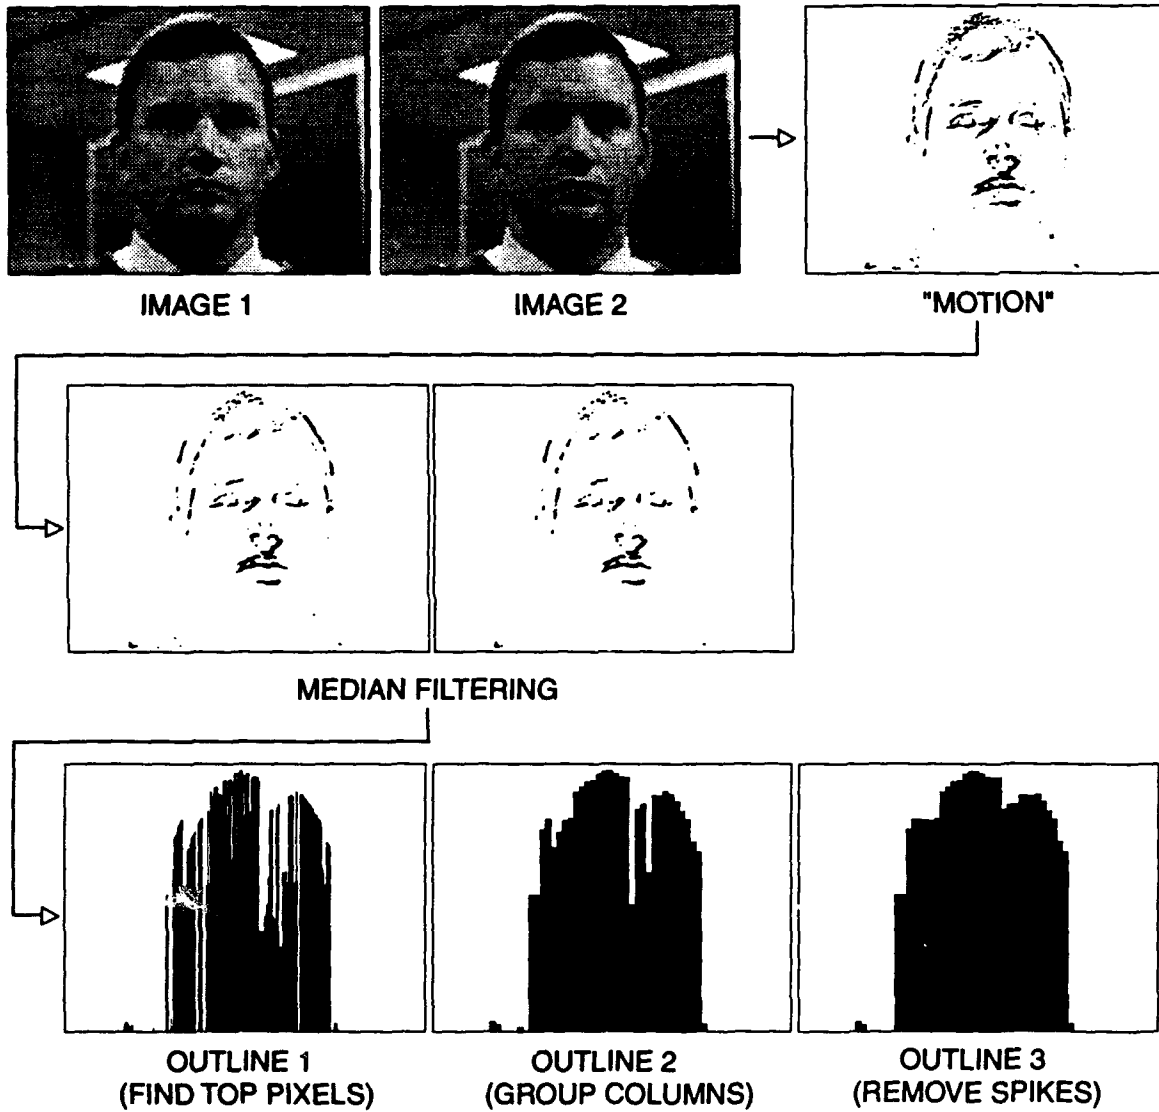 IMAGE 1
IMAGE 2
"MOTION"
MEDIAN FILTERING
OUTLINE 1
(FIND TOP PIXELS)
OUTLINE 2
(GROUP COLUMNS)
OUTLINE 3
(REMOVE SPIKES)